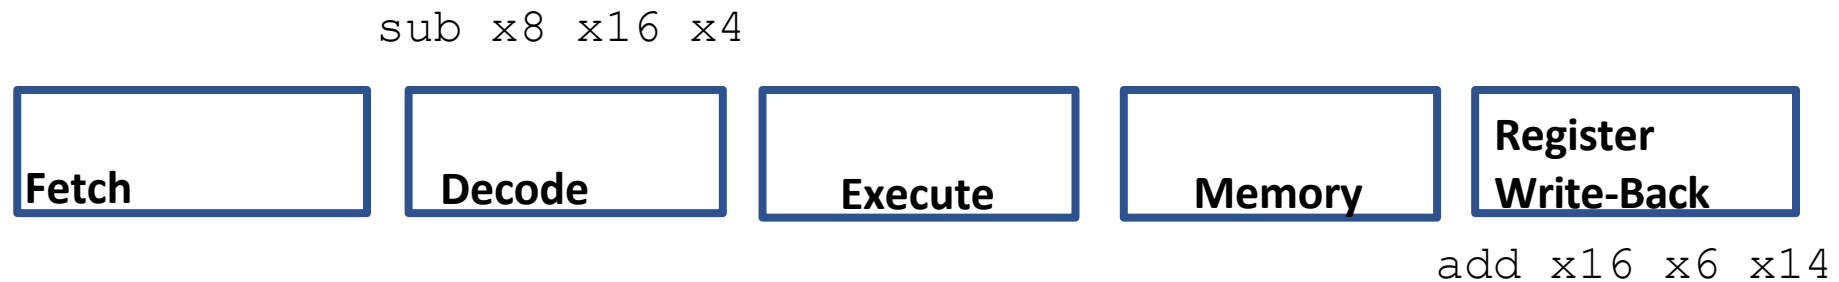 sub x8 x16 x4
Fetch
Decode
Execute
Memory
Register
Write-Back
add x16 x6 x14